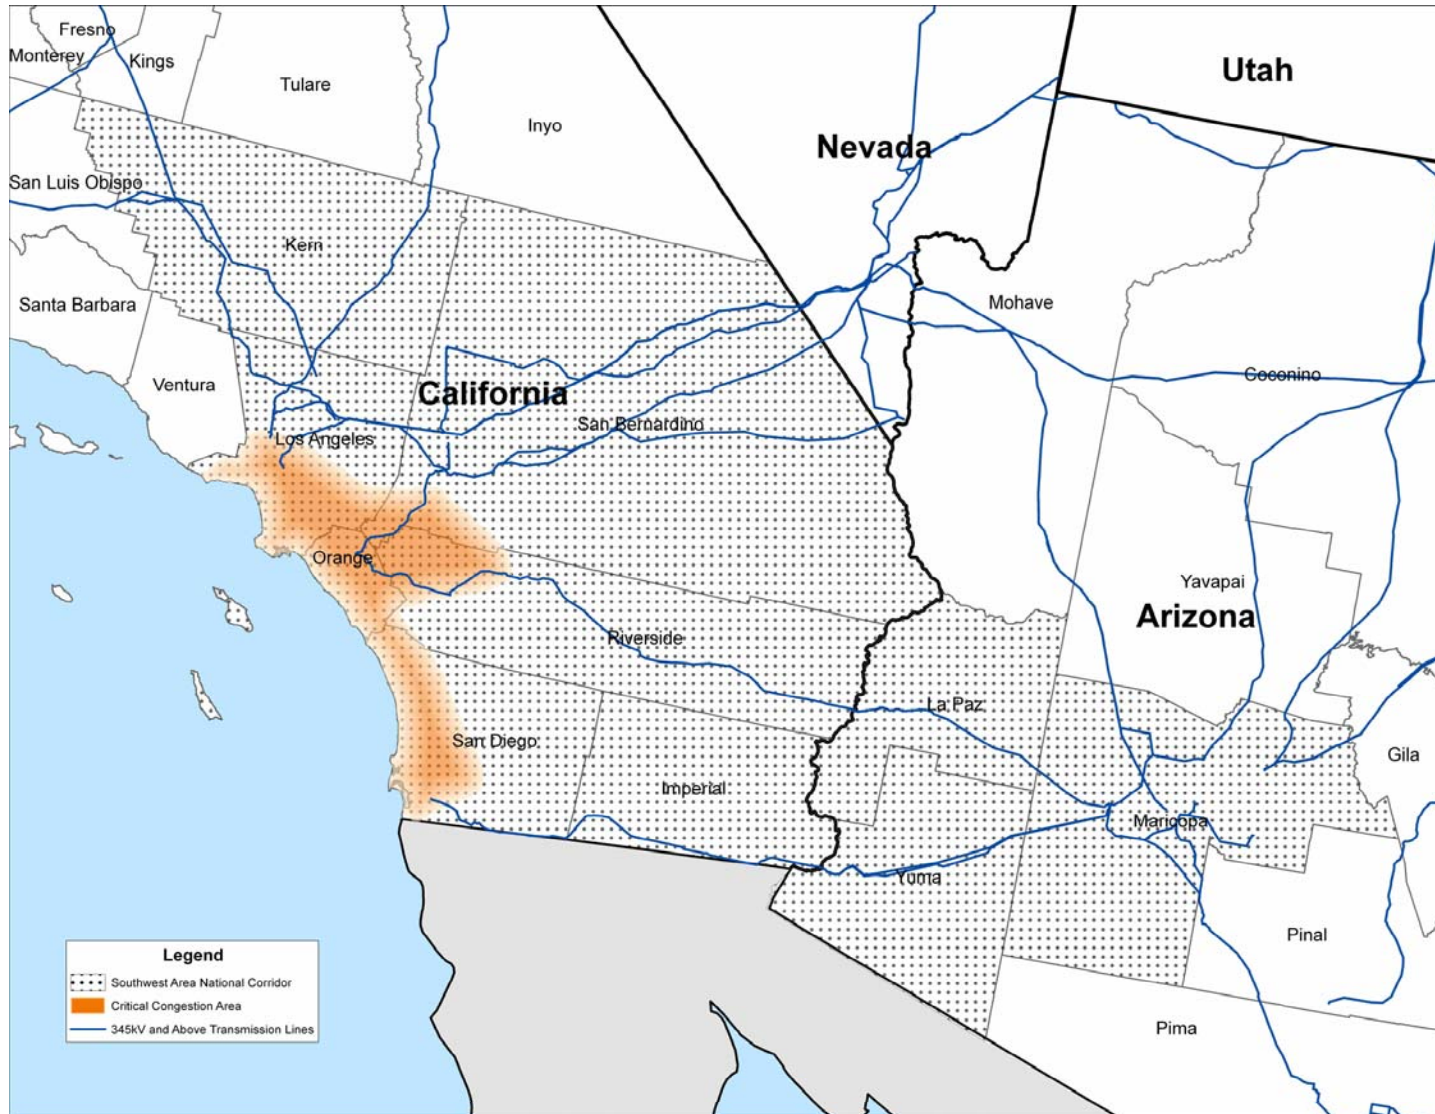 Fresno
Monterey
Kings
Tulare
Inyo
Utah
Nevada
San Luis Obispo
Kern
Santa Barbara
Mohave
Ventura
California
Coconino
San Bernardino
Los Angeles
Orange
Yavapai
Arizona
Riverside
La Paz
San Diego
Gila
Imperial
Maricopa
Yuma
Pinal
Pima
Legend
Southwest Area National Corridor
Critical Congestion Area
345kV and Above Transmission Lines